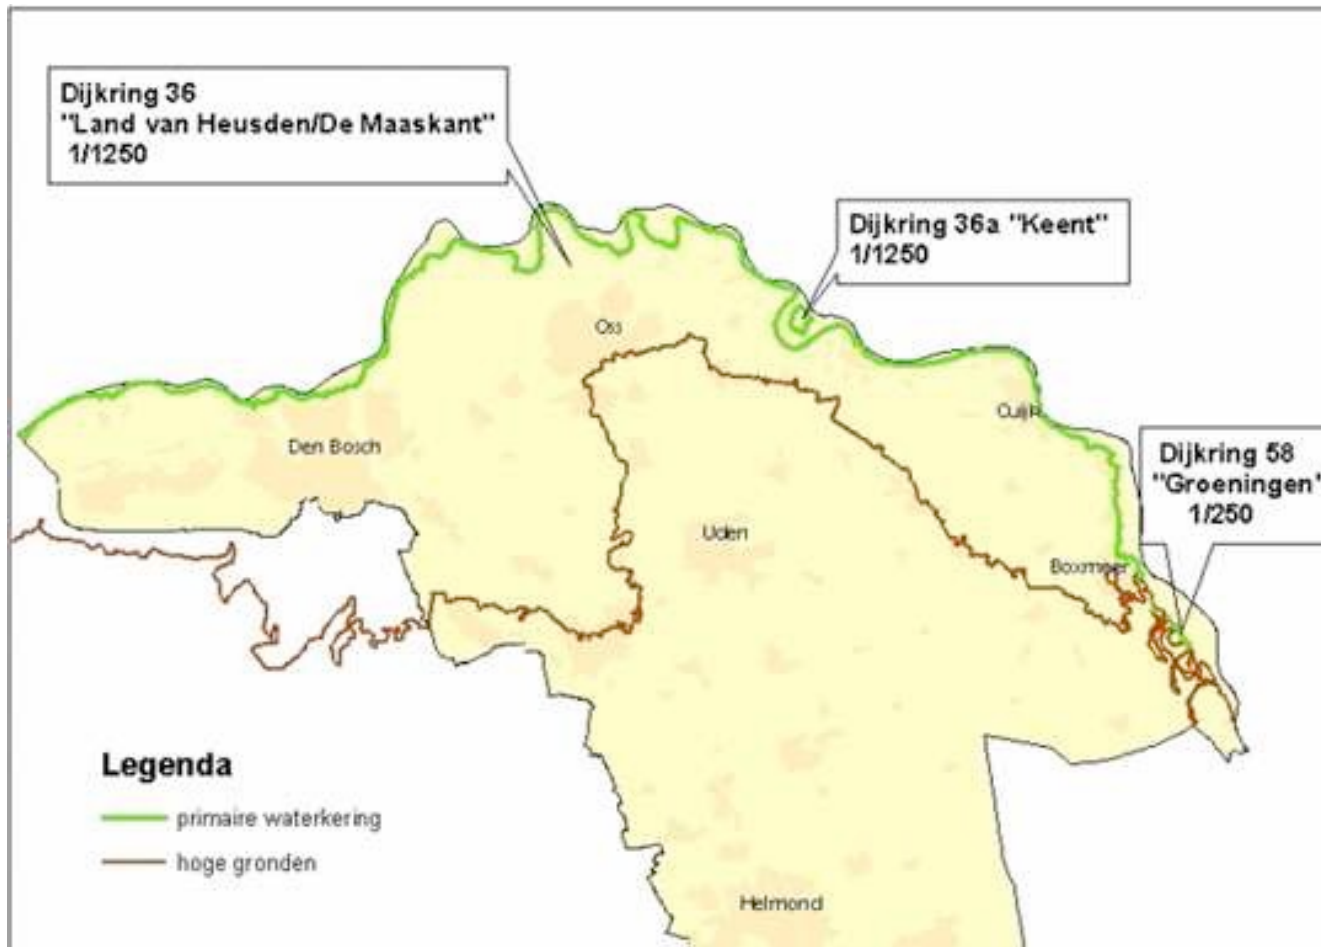 Dijkring 36
"Land van Heusden/De Maaskant"
1/1250
Dijkring 36a "Keent"
1/1250
Oss
Cuijk
Den Bosch
Dijkring 58
"Groeningen"
1/250
Uden
Boxmeer
Legenda
primaire waterkering
hoge gronden
Helmond